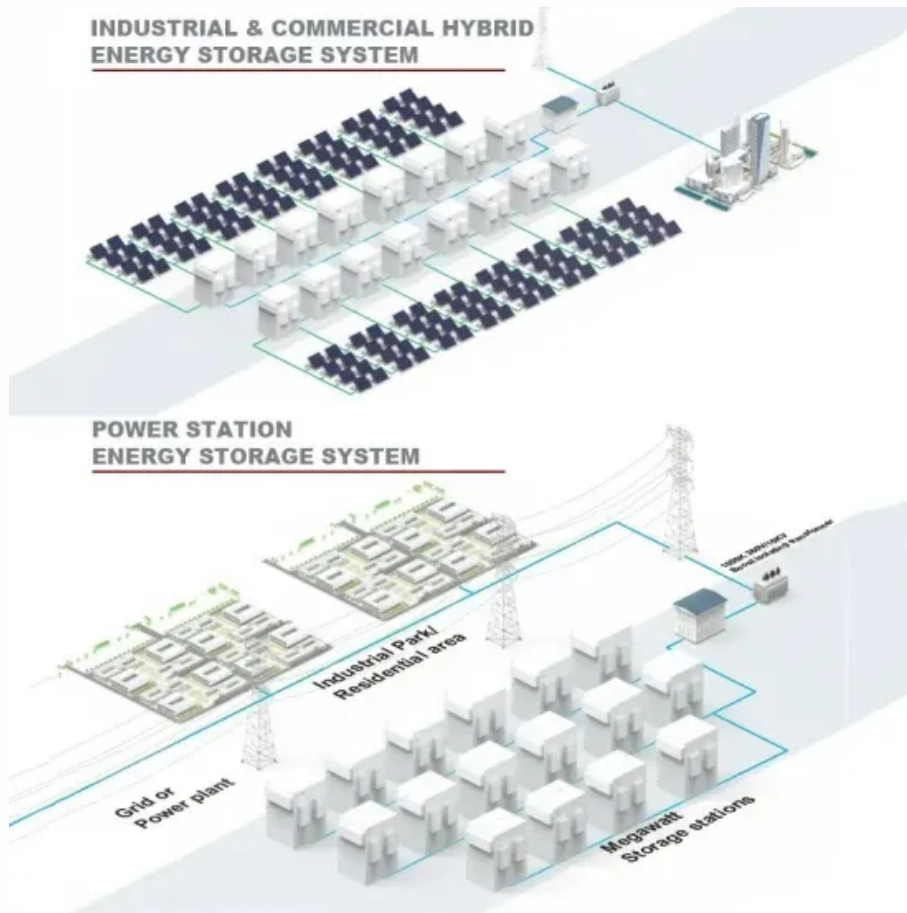 INDUSTRIAL & COMMERCIAL HYBRID
ENERGY STORAGE SYSTEM
POWER STATION
ENERGY STORAGE SYSTEM
Industrial Park/
Residential area
Grid or
Power plant
Megawatt
Storage stations